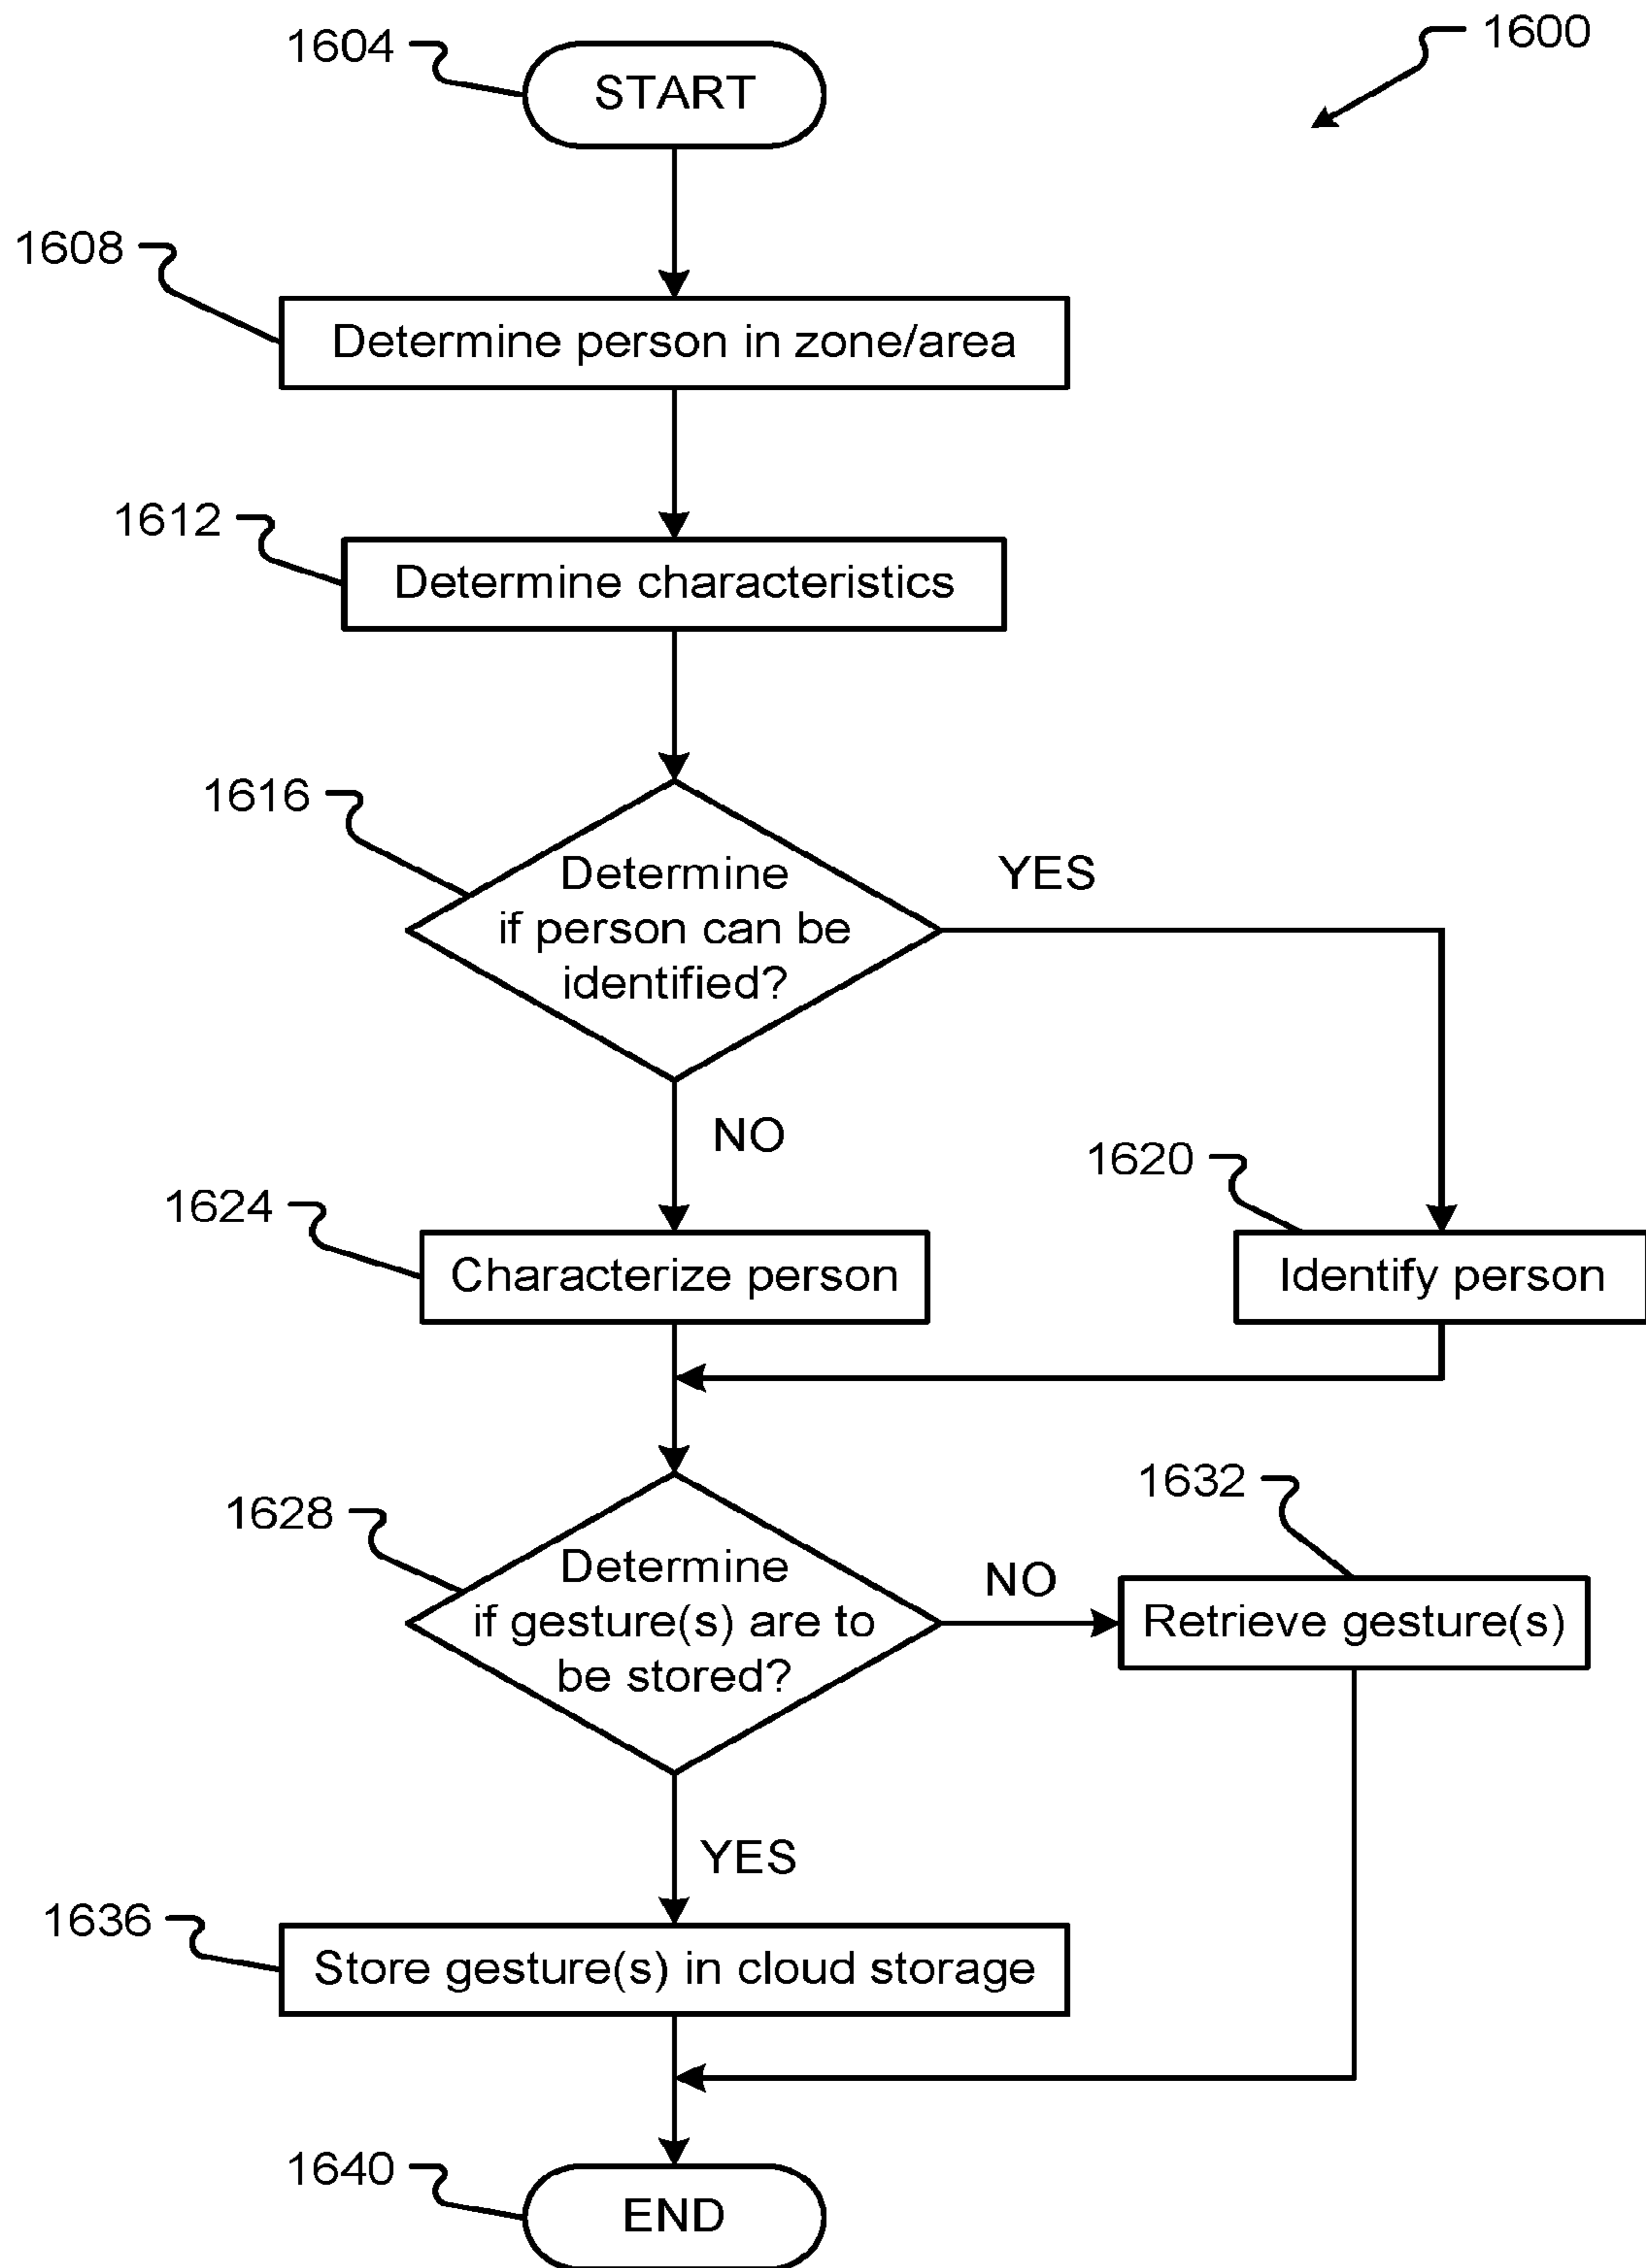 1600
1604
START
1608
Determine person in zone/area
1612
Determine characteristics
1616
Determine
if person can be
identified?
YES
NO
1620
1624
Characterize person
Identify person
1628
1632
Determine
if gesture(s) are to
be stored?
NO
Retrieve gesture(s)
YES
1636
Store gesture(s) in cloud storage
1640
END